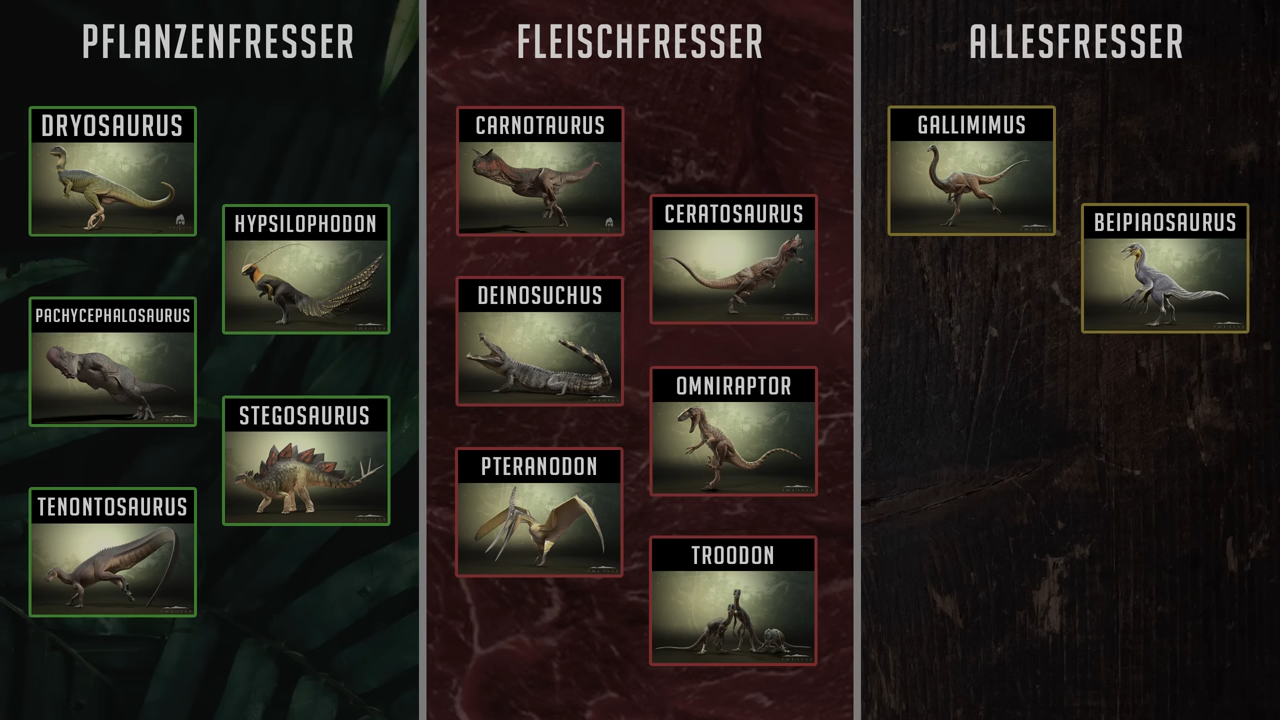 PFLANZENFRESSER
DRYOSAURUS
HYPSILOPHODON
PACHYCEPHALOSAURUS
STEGOSAURUS
TENONTOSAURUS
FLEISCHFRESSER
CARNOTAURUS
CERATOSAURUS
DEINOSUCHUS
OMNIRAPTOR
PTERANODON
TROODON
ALLESFRESSER
GALLIMIMUS
BEIPIAOSAURUS